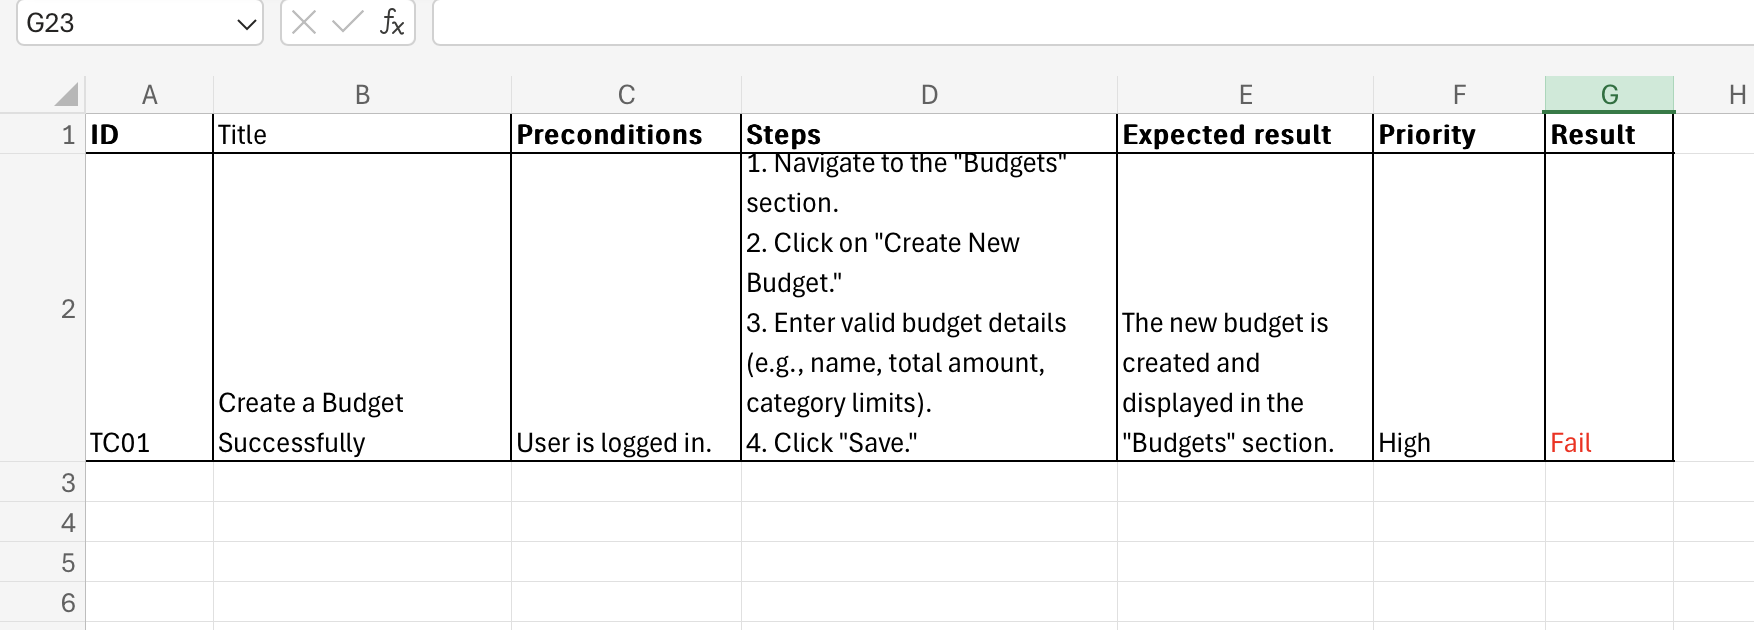 G23
fx
A B C D E F G H
1 ID Title Preconditions Steps Expected result Priority Result
2
TC01
Create a Budget
Successfully
User is logged in.
1. Navigate to the "Budgets"
section.
2. Click on "Create New
Budget."
3. Enter valid budget details
(e.g., name, total amount,
category limits).
4. Click "Save."
The new budget is
created and
displayed in the
"Budgets" section.
High
Fail
3
4
5
6